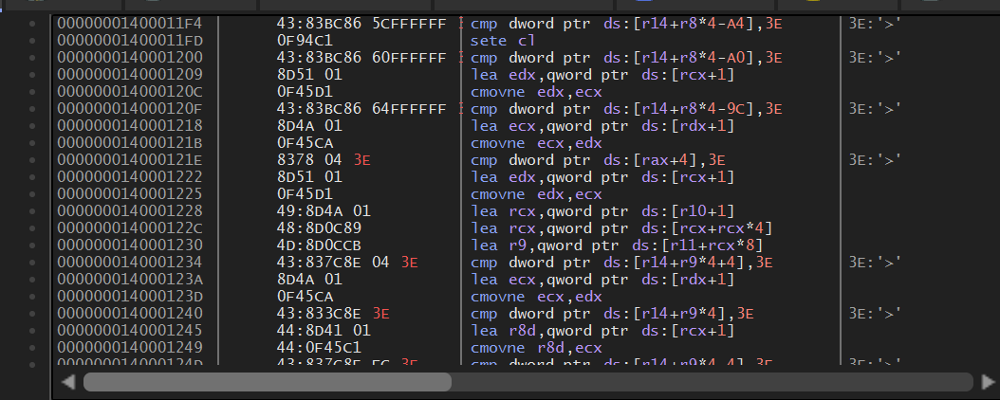 00000001400011F4 43:83BC86 5CFFFFFF 3 cmp dword ptr ds:[r14+r8*4-A4],3E 3E:'>'
00000001400011FD 0F94C1 sete cl
0000000140001200 43:83BC86 60FFFFFF 3 cmp dword ptr ds:[r14+r8*4-A0],3E 3E:'>'
0000000140001209 8D51 01 lea edx,qword ptr ds:[rcx+1]
000000014000120C 0F45D1 cmovne edx,ecx
000000014000120F 43:83BC86 64FFFFFF 3 cmp dword ptr ds:[r14+r8*4-9C],3E 3E:'>'
0000000140001218 8D4A 01 lea ecx,qword ptr ds:[rdx+1]
000000014000121B 0F45CA cmovne ecx,edx
000000014000121E 8378 04 3E cmp dword ptr ds:[rax+4],3E 3E:'>'
0000000140001222 8D51 01 lea edx,qword ptr ds:[rcx+1]
0000000140001225 0F45D1 cmovne edx,ecx
0000000140001228 49:8D4A 01 lea rcx,qword ptr ds:[r10+1]
000000014000122C 48:8D0C89 lea rcx,qword ptr ds:[rcx+rcx*4]
0000000140001230 4D:8D0CCB lea r9,qword ptr ds:[r11+rcx*8]
0000000140001234 43:837C8E 04 3E cmp dword ptr ds:[r14+r9*4+4],3E 3E:'>'
000000014000123A 8D4A 01 lea ecx,qword ptr ds:[rdx+1]
000000014000123D 0F45CA cmovne ecx,edx
0000000140001240 43:833C8E 3E cmp dword ptr ds:[r14+r9*4],3E 3E:'>'
0000000140001245 44:8D41 01 lea r8d,qword ptr ds:[rcx+1]
0000000140001249 44:0F45C1 cmovne r8d,ecx
000000014000124D 43:837C8E FC 3E cmp dword ptr ds:[r14+r9*4-4],3E 3E:'>'